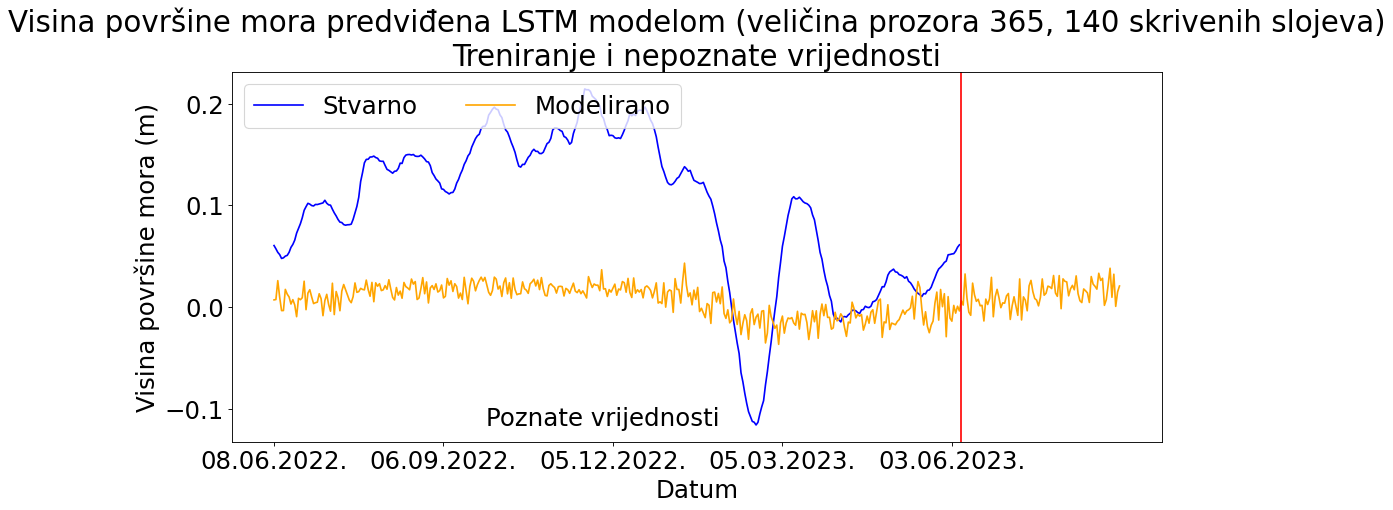 Visina površine mora predviđena LSTM modelom (veličina prozora 365, 140 skrivenih slojeva)
Treniranje i nepoznate vrijednosti
Stvarno Modelirano
Visina površine mora (m)
0.2
0.1
0.0
−0.1
Poznate vrijednosti
08.06.2022. 06.09.2022. 05.12.2022. 05.03.2023. 03.06.2023.
Datum